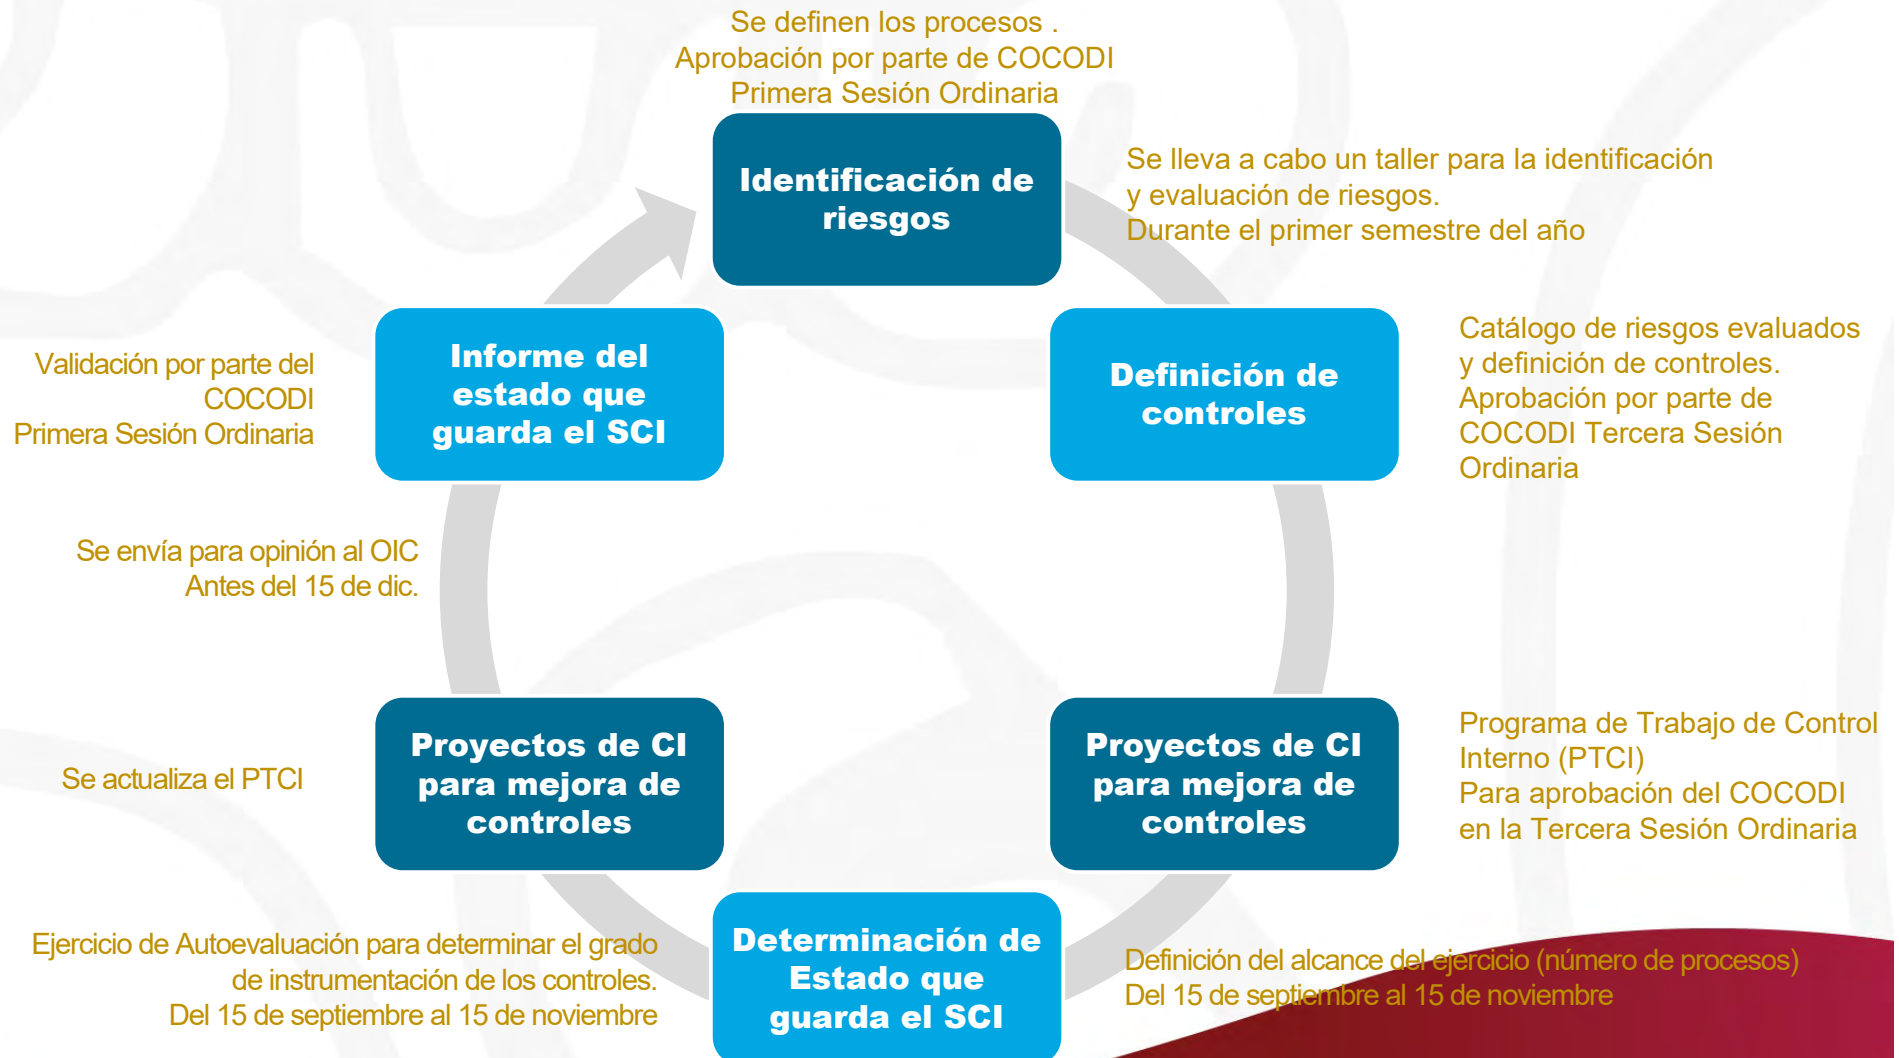 Se definen los procesos .
Aprobación por parte de COCODI
Primera Sesión Ordinaria
Identificación de
riesgos
Se lleva a cabo un taller para la identificación
y evaluación de riesgos.
Durante el primer semestre del año
Definición de
controles
Catálogo de riesgos evaluados
y definición de controles.
Aprobación por parte de
COCODI Tercera Sesión
Ordinaria
Proyectos de CI
para mejora de
controles
Programa de Trabajo de Control
Interno (PTCI)
Para aprobación del COCODI
en la Tercera Sesión Ordinaria
Definición del alcance del ejercicio (número de procesos)
Del 15 de septiembre al 15 de noviembre
Determinación de
Estado que
guarda el SCI
Ejercicio de Autoevaluación para determinar el grado
de instrumentación de los controles.
Del 15 de septiembre al 15 de noviembre
Proyectos de CI
para mejora de
controles
Se actualiza el PTCI
Se envía para opinión al OIC
Antes del 15 de dic.
Informe del
estado que
guarda el SCI
Validación por parte del
COCODI
Primera Sesión Ordinaria